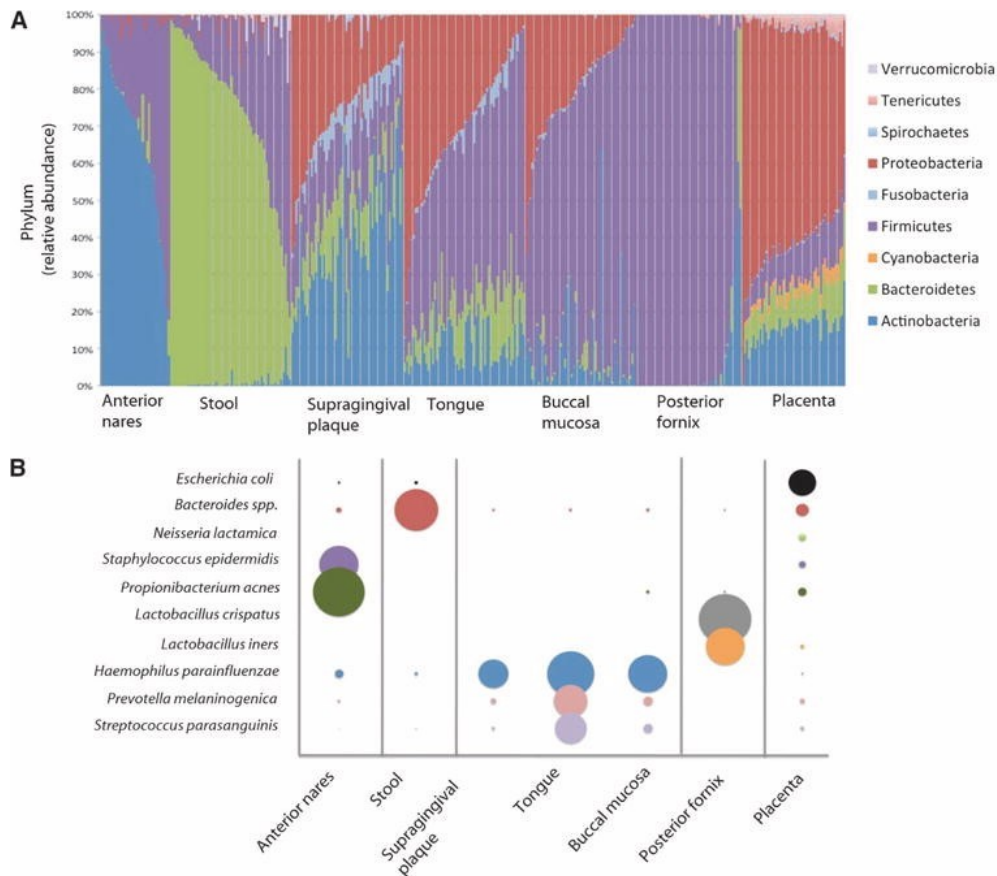 A
100%
90%
80%
70%
60%
50%
40%
30%
20%
10%
0%
Phylum
(relative abundance)
Verrucomicrobia
Tenericutes
Spirochaetes
Proteobacteria
Fusobacteria
Firmicutes
Cyanobacteria
Bacteroidetes
Actinobacteria
Anterior
nares
Stool
Supragingival
plaque
Tongue
Buccal
mucosa
Posterior
fornix
Placenta
B
Escherichia coli
Bacteroides spp.
Neisseria lactamica
Staphylococcus epidermidis
Propionibacterium acnes
Lactobacillus crispatus
Lactobacillus iners
Haemophilus parainfluenzae
Prevotella melaninogenica
Streptococcus parasanguinis
Anterior nares
Stool
Supragingival
plaque
Tongue
Buccal mucosa
Posterior fornix
Placenta